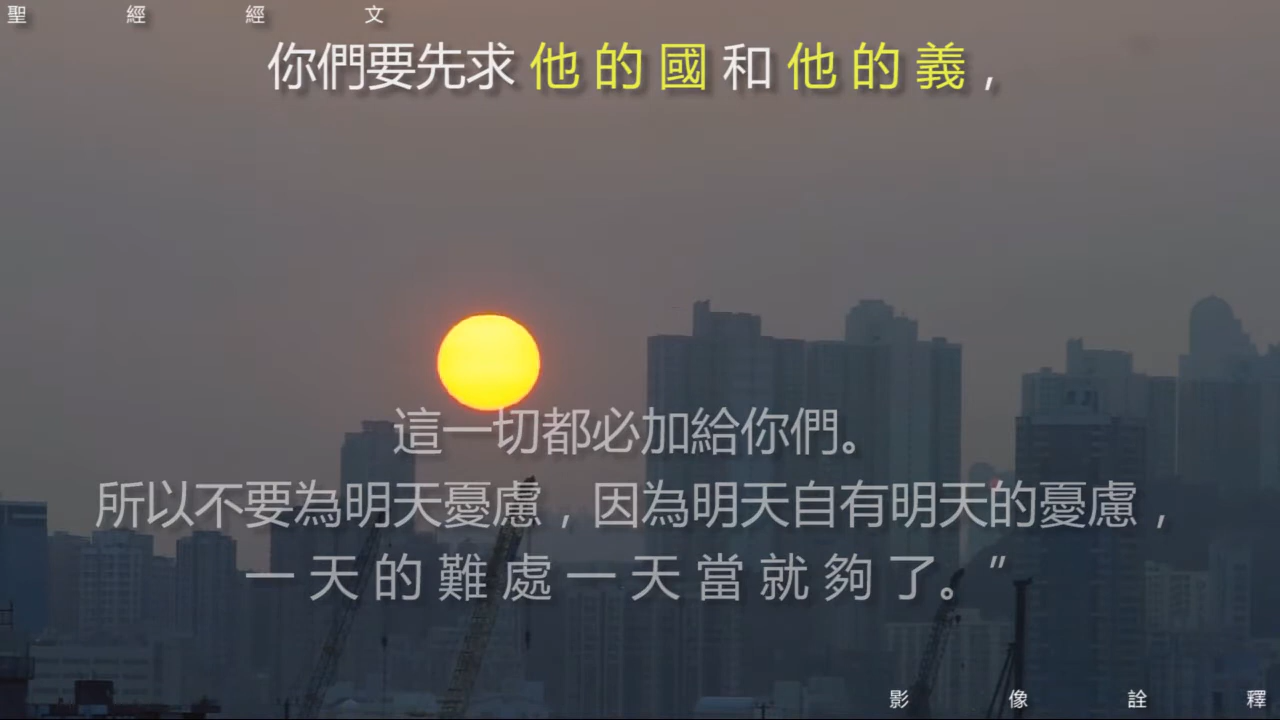 聖經經文
你們要先求他的國和他的義，
這一切都必加給你們。
所以不要為明天憂慮，因為明天自有明天的憂慮，
一天的難處一天當就夠了。”
影像詮釋